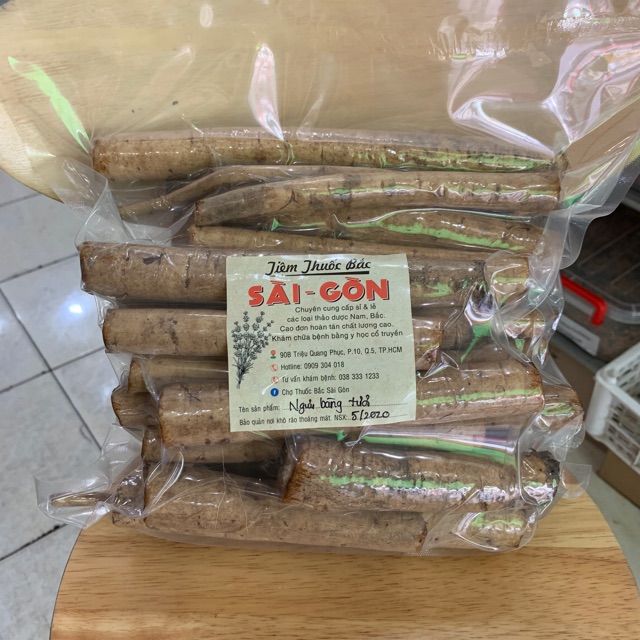 Tiệm Thuốc Bắc
SÀI-GÒN
Chuyên cung cấp sỉ & lẻ
các loại thảo dược Nam, Bắc.
Cao đơn hoàn tán chất lượng cao.
Khám chữa bệnh bằng y học cổ truyền
90B Triệu Quang Phục, P.10, Q.5, TP.HCM
Hotline: 0909 304 018
Tư vấn khám bệnh: 038 333 1233
Chợ Thuốc Bắc Sài Gòn
Tên sản phẩm: Ngưu bàng tươi
Bảo quản nơi khô ráo thoáng mát. NSX: 5/2020